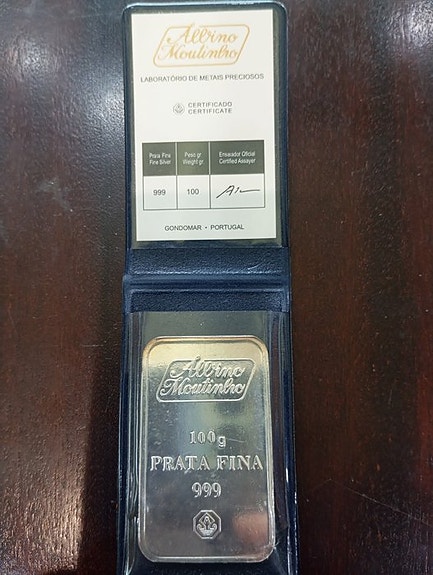 Albino
Moutinho
LABORATÓRIO DE METAIS PRECIOSOS
CERTIFICADO
CERTIFICATE
Prata Fina
Fine Silver
Peso gr
Weight gr
Ensaiador Oficial
Certified Assayer
999
100
GONDOMAR • PORTUGAL
Albino
Moutinho
100g
PRATA FINA
999